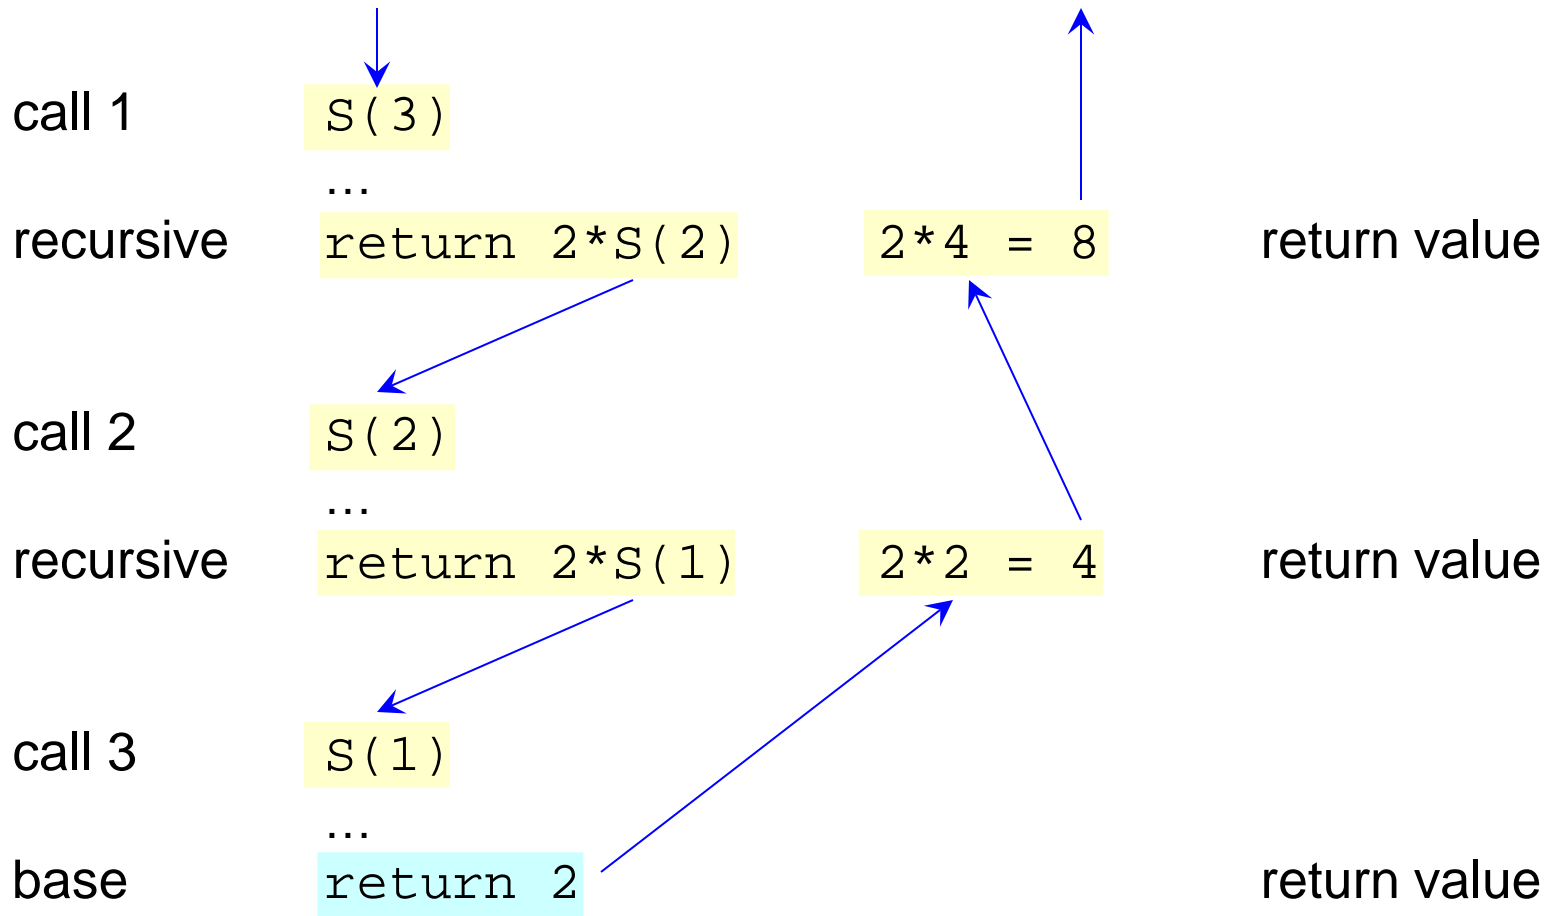 call 1 S(3)
...
recursive return 2*S(2) 2*4 = 8 return value
call 2 S(2)
...
recursive return 2*S(1) 2*2 = 4 return value
call 3 S(1)
...
base return 2 return value